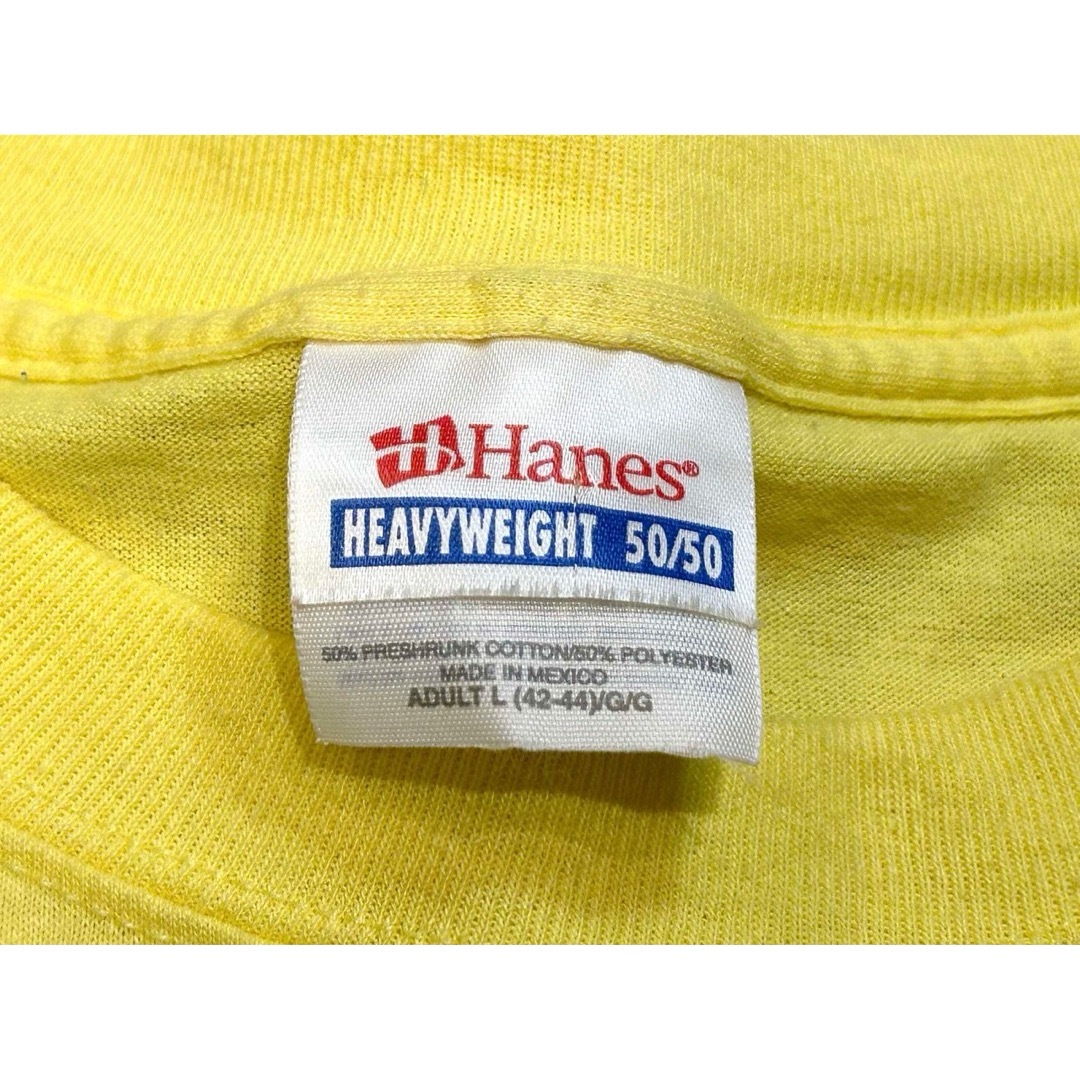 Hanes®
HEAVYWEIGHT 50/50
50% PRESHRUNK COTTON/50% POLYESTER
MADE IN MEXICO
ADULT L (42-44)/G/G